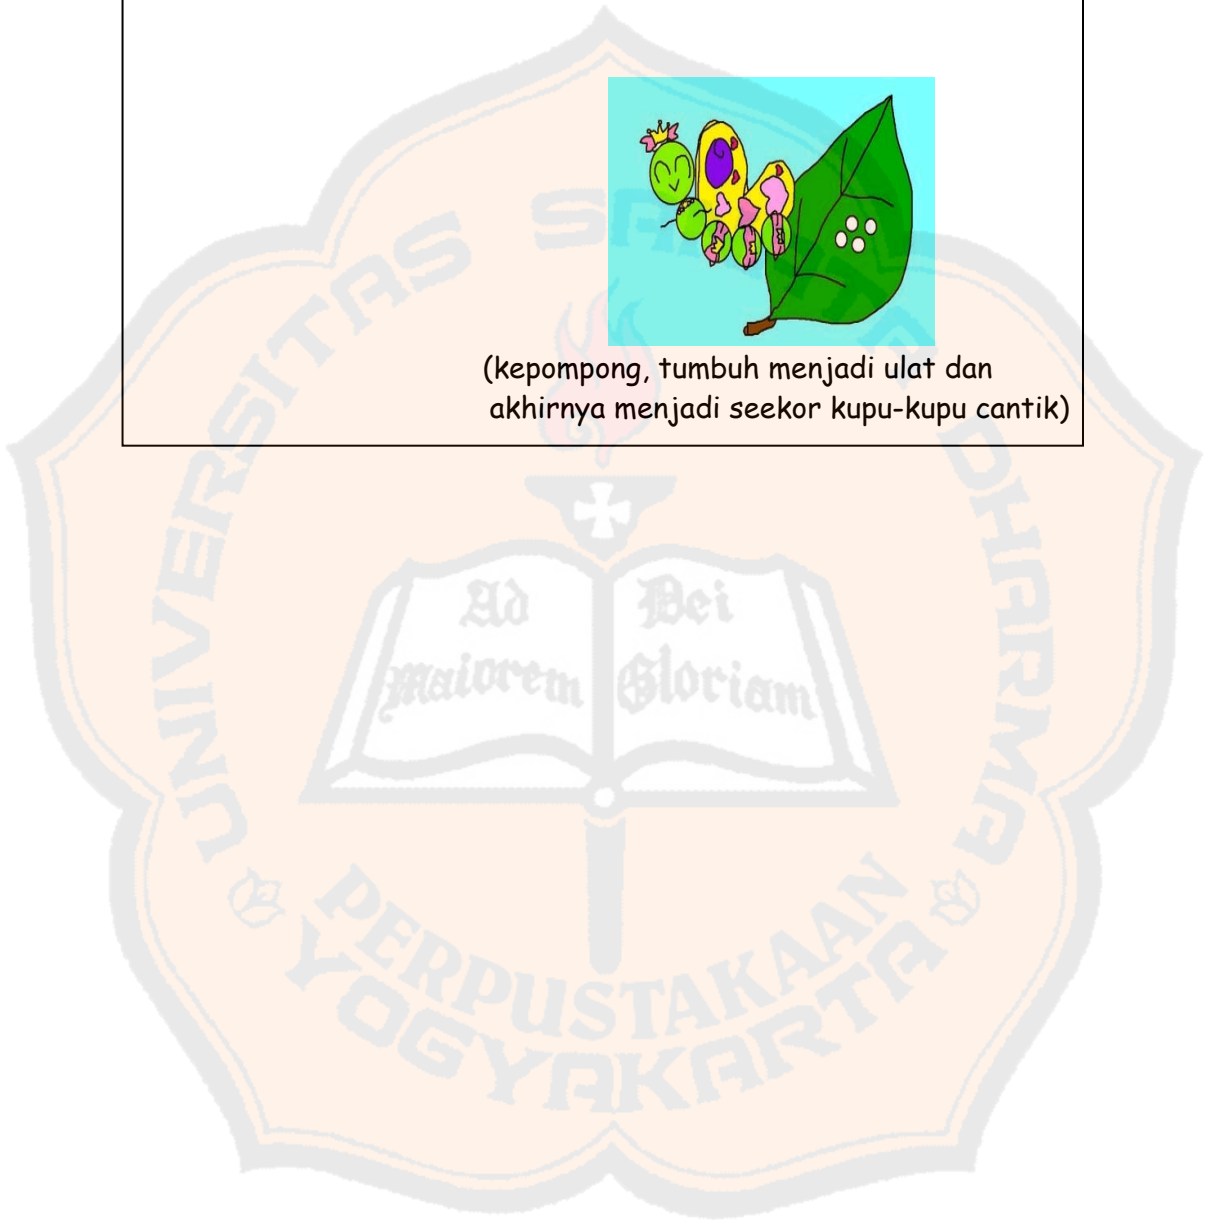 (kepompong, tumbuh menjadi ulat dan
akhirnya menjadi seekor kupu-kupu cantik)
UNIVERSITAS SANATA DHARMA
Ad Dei
Maiorem Gloriam
PERPUSTAKAAN
YOGYAKARTA